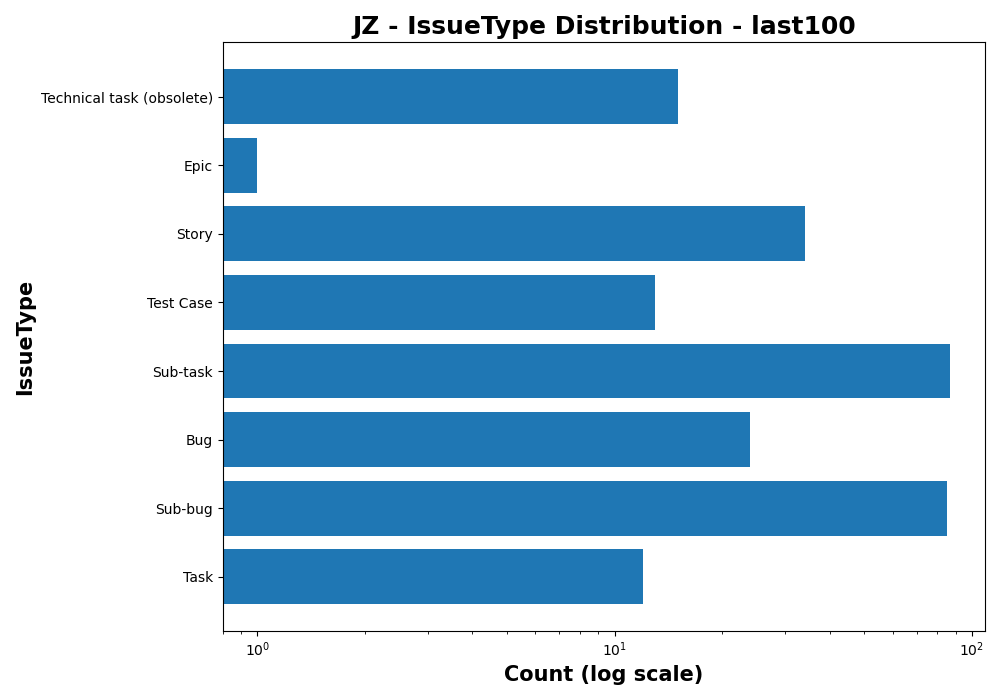 JZ - IssueType Distribution - last100
IssueType
Technical task (obsolete)
Epic
Story
Test Case
Sub-task
Bug
Sub-bug
Task
10⁰ 10¹ 10²
Count (log scale)